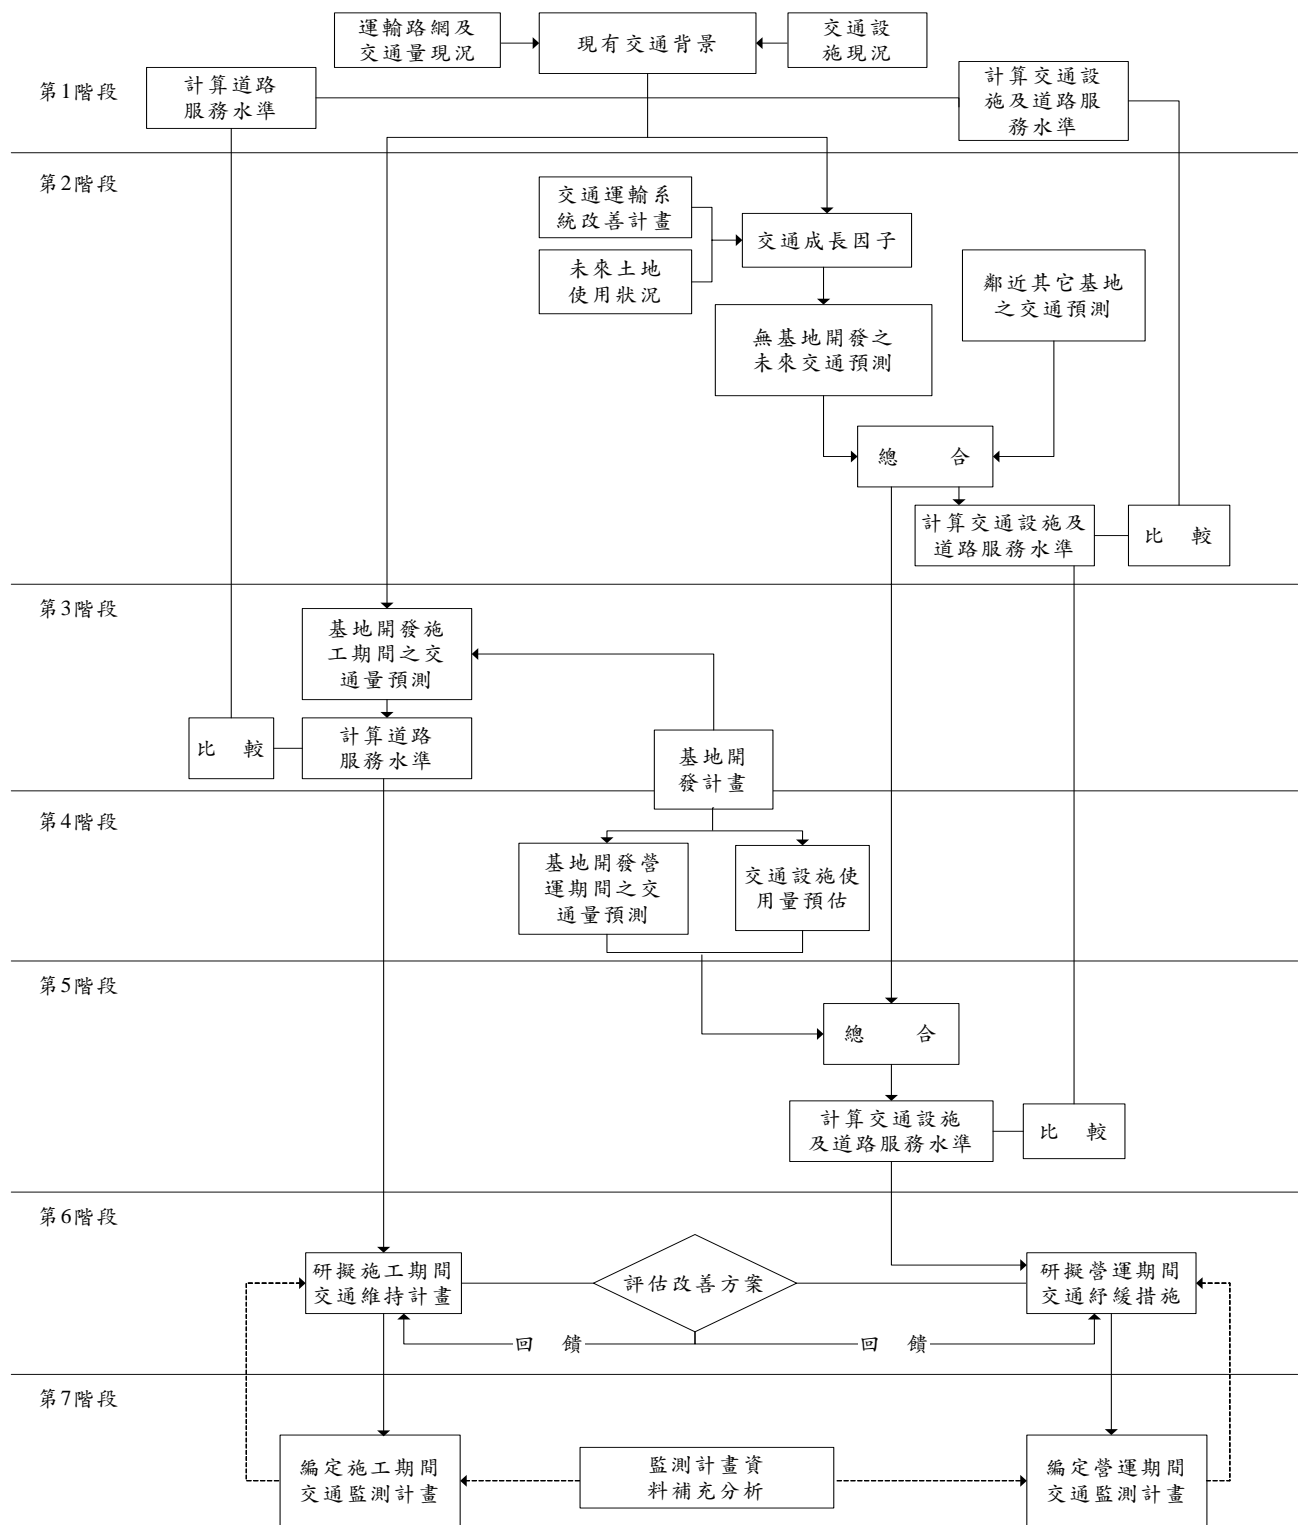 運輸路網及
交通量現況
現有交通背景
交通設
施現況
第1階段
計算道路
服務水準
計算交通設
施及道路服
務水準
第2階段
交通運輸系
統改善計畫
交通成長因子
未來土地
使用狀況
鄰近其它基地
之交通預測
無基地開發之
未來交通預測
總 合
計算交通設施及
道路服務水準
比 較
第3階段
基地開發施
工期間之交
通量預測
比 較
計算道路
服務水準
基地開
發計畫
第4階段
基地開發營
運期間之交
通量預測
交通設施使
用量預估
第5階段
總 合
計算交通設施
及道路服務水準
比 較
第6階段
研擬施工期間
交通維持計畫
評估改善方案
研擬營運期間
交通紓緩措施
回 饋
回 饋
第7階段
編定施工期間
交通監測計畫
監測計畫資
料補充分析
編定營運期間
交通監測計畫